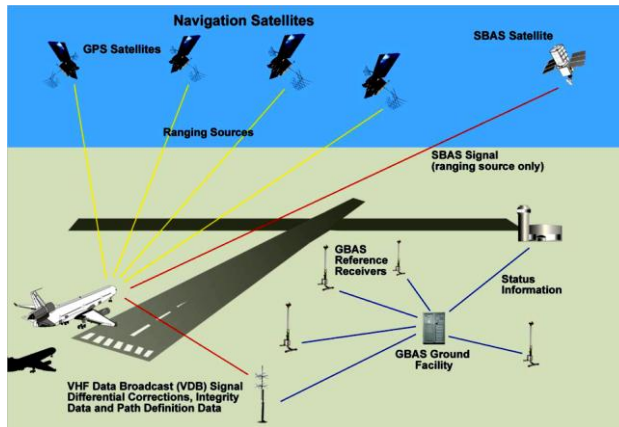 Navigation Satellites
GPS Satellites
SBAS Satellite
Ranging Sources
SBAS Signal
(ranging source only)
GBAS
Reference
Receivers
Status
Information
GBAS Ground
Facility
VHF Data Broadcast (VDB) Signal
Differential Corrections, Integrity
Data and Path Definition Data